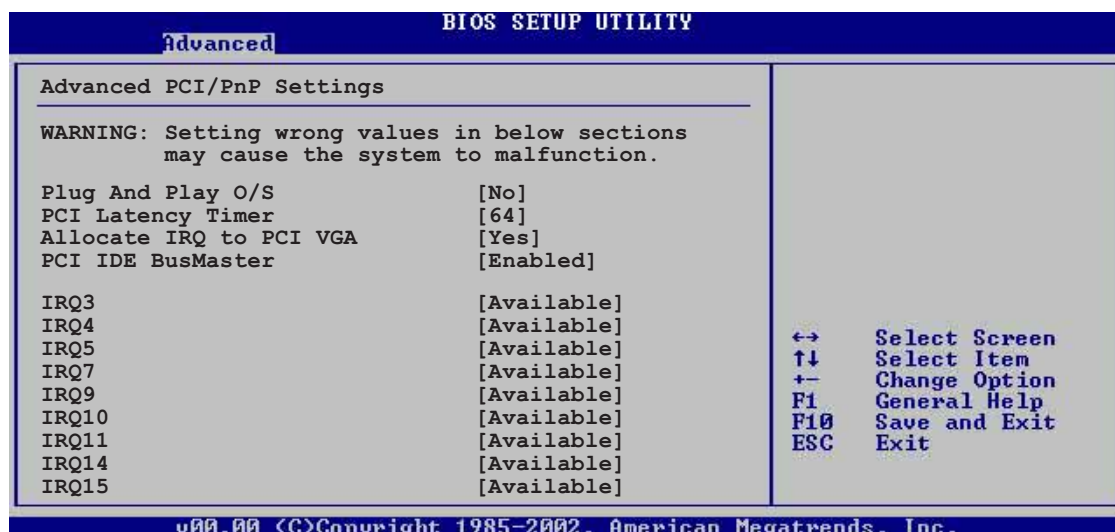 BIOS SETUP UTILITY
Advanced
Advanced PCI/PnP Settings
WARNING: Setting wrong values in below sections
may cause the system to malfunction.
Plug And Play O/S [No]
PCI Latency Timer [64]
Allocate IRQ to PCI VGA [Yes]
PCI IDE BusMaster [Enabled]
IRQ3 [Available]
IRQ4 [Available]
IRQ5 [Available]
IRQ7 [Available]
IRQ9 [Available]
IRQ10 [Available]
IRQ11 [Available]
IRQ14 [Available]
IRQ15 [Available]
←→ Select Screen
↑↓ Select Item
+- Change Option
F1 General Help
F10 Save and Exit
ESC Exit
v00.00 (C)Copyright 1985-2002, American Megatrends, Inc.